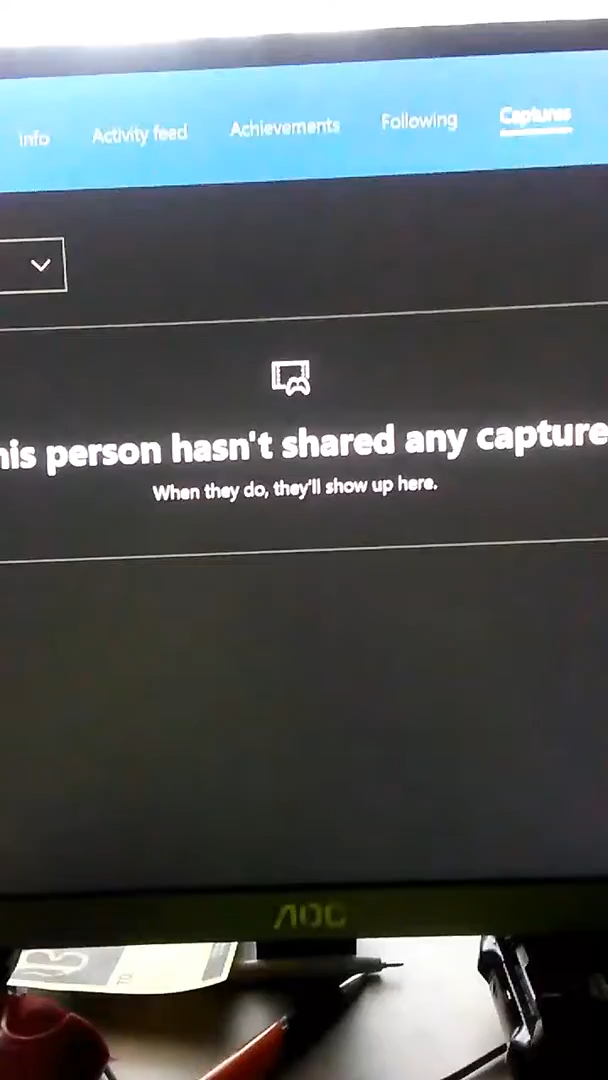 Info Activity feed Achievements Following Captures
his person hasn't shared any capture
When they do, they'll show up here.
AOC
TO